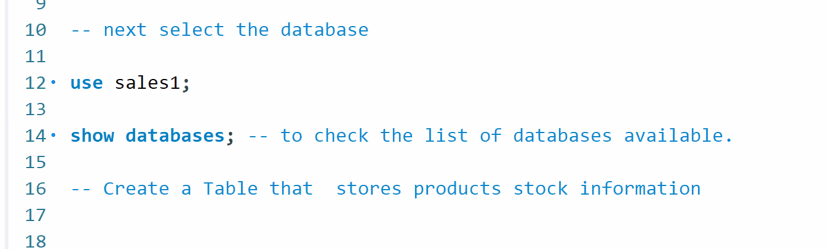 9
10 -- next select the database
11
12 use sales1;
13
14 show databases; -- to check the list of databases available.
15
16 -- Create a Table that  stores products stock information
17
18